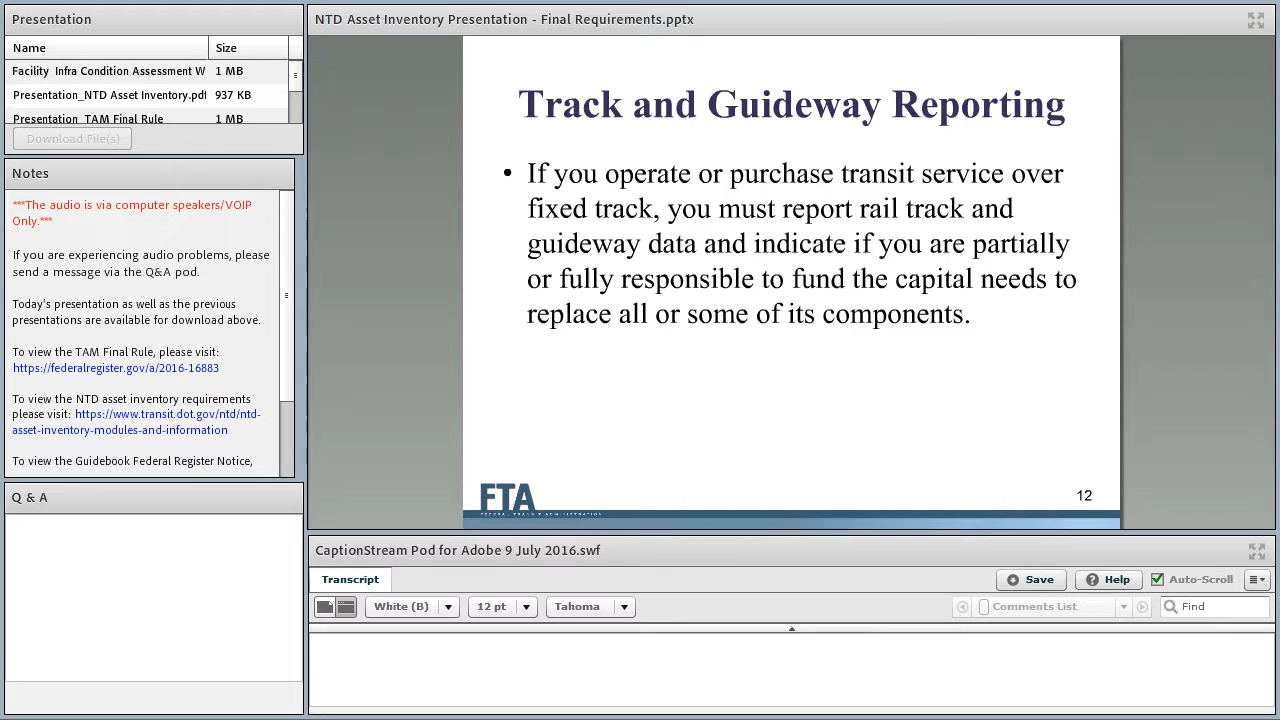 Presentation
Name Size
Facility Infra Condition Assessment W 1 MB
Presentation_NTD Asset Inventory.pdf 937 KB
Presentation_TAM Final Rule 1 MB
Download File(s)
Notes
***The audio is via computer speakers/VOIP
Only.***
If you are experiencing audio problems, please
send a message via the Q&A pod.
Today's presentation as well as the previous
presentations are available for download above.
To view the TAM Final Rule, please visit:
https://federalregister.gov/a/2016-16883
To view the NTD asset inventory requirements
please visit: https://www.transit.dot.gov/ntd/ntd-
asset-inventory-modules-and-information
To view the Guidebook Federal Register Notice,
Q & A
NTD Asset Inventory Presentation - Final Requirements.pptx
Track and Guideway Reporting
• If you operate or purchase transit service over
fixed track, you must report rail track and
guideway data and indicate if you are partially
or fully responsible to fund the capital needs to
replace all or some of its components.
FTA
FEDERAL TRANSIT ADMINISTRATION
12
CaptionStream Pod for Adobe 9 July 2016.swf
Transcript Save Help Auto-Scroll
White (B) 12 pt Tahoma Comments List Find